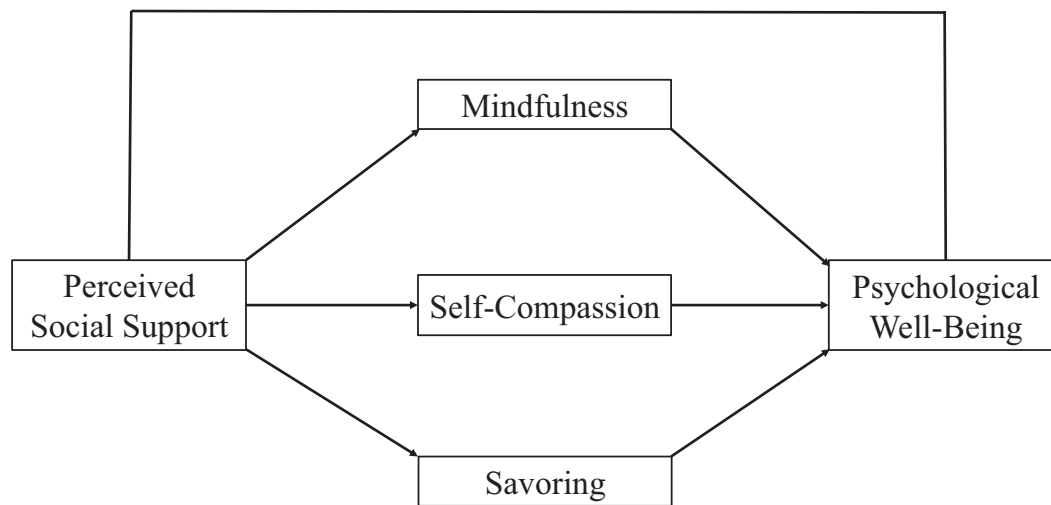 Mindfulness
Perceived
Social Support
Self-Compassion
Psychological
Well-Being
Savoring